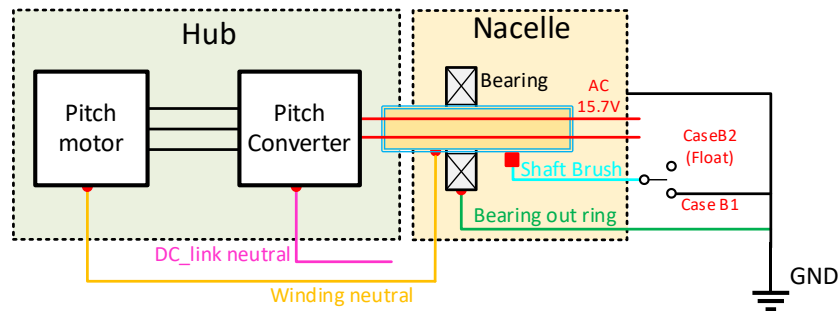 Hub
Nacelle
Pitch
motor
Pitch
Converter
Bearing
AC
15.7V
CaseB2
(Float)
Shaft Brush
Case B1
Bearing out ring
DC_link neutral
Winding neutral
GND